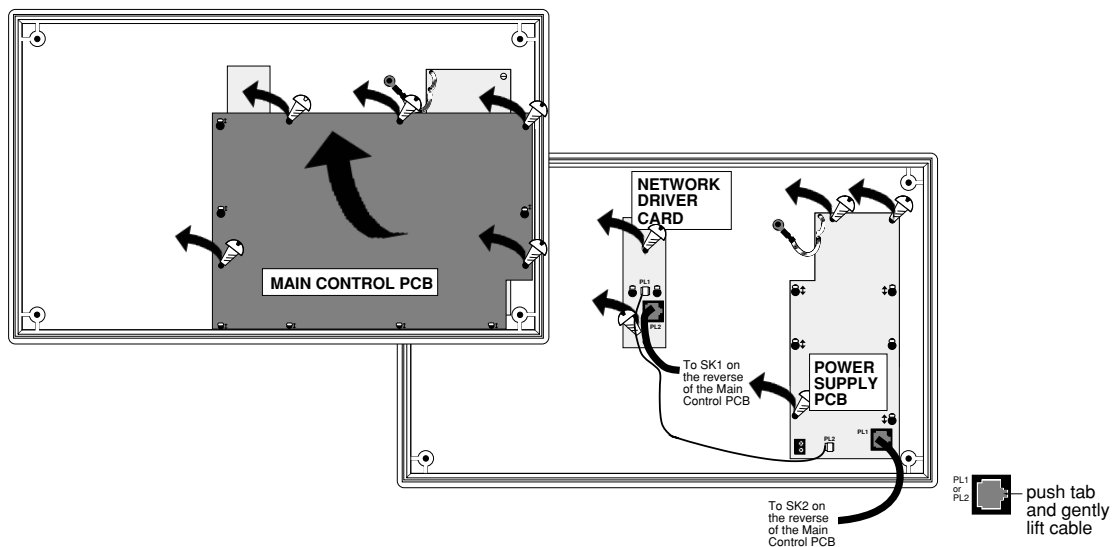 MAIN CONTROL PCB
NETWORK
DRIVER
CARD
PL1
PL2
To SK1 on
the reverse
of the Main
Control PCB
POWER
SUPPLY
PCB
PL2
PL1
To SK2 on
the reverse
of the Main
Control PCB
PL1
or
PL2
push tab
and gently
lift cable